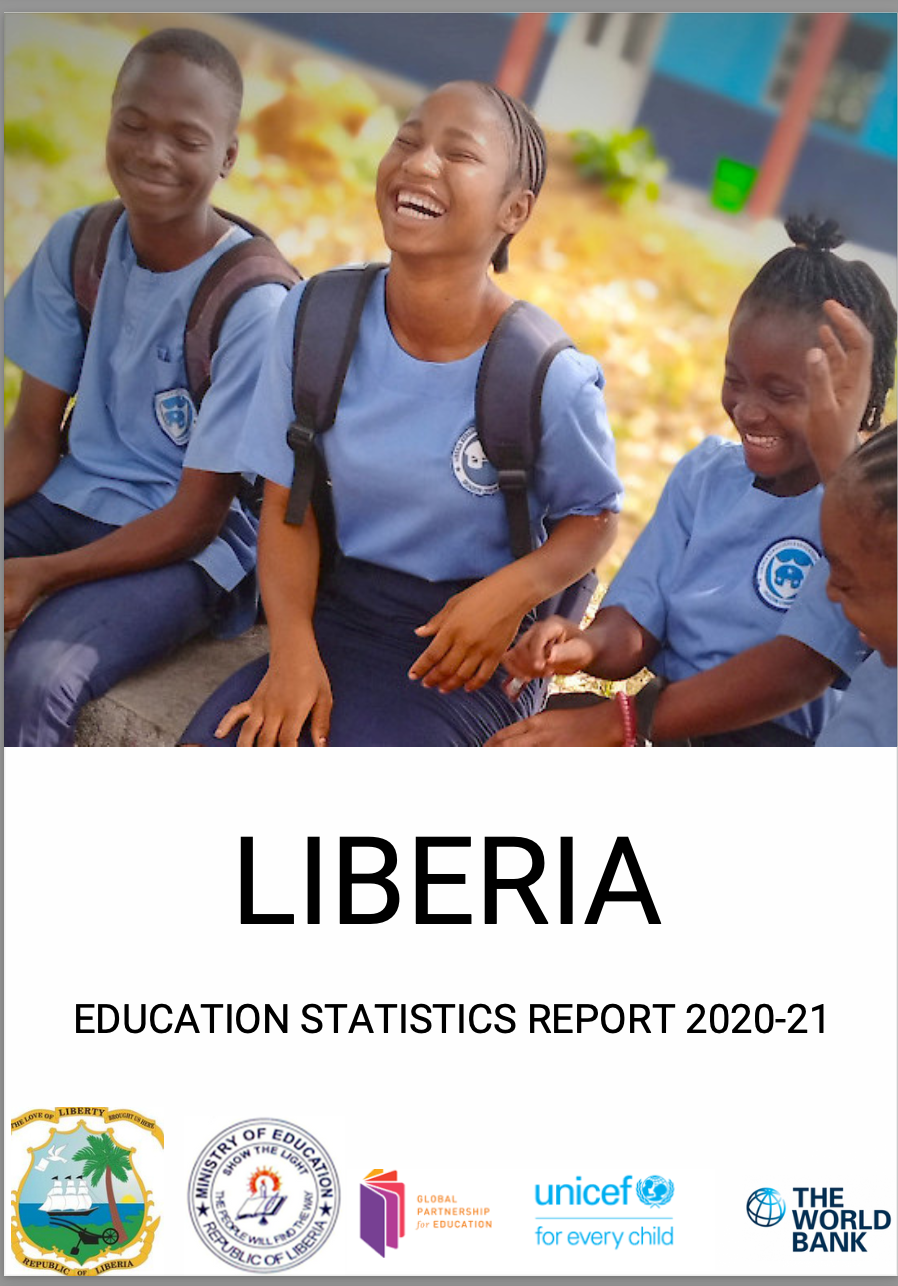 LIBERIA
EDUCATION STATISTICS REPORT 2020-21
THE LOVE OF LIBERTY BROUGHT US HERE
REPUBLIC OF LIBERIA
MINISTRY OF EDUCATION
SHOW THE LIGHT
THE PEOPLE WILL FIND THE WAY
REPUBLIC OF LIBERIA
GLOBAL
PARTNERSHIP
for EDUCATION
unicef
for every child
THE
WORLD
BANK